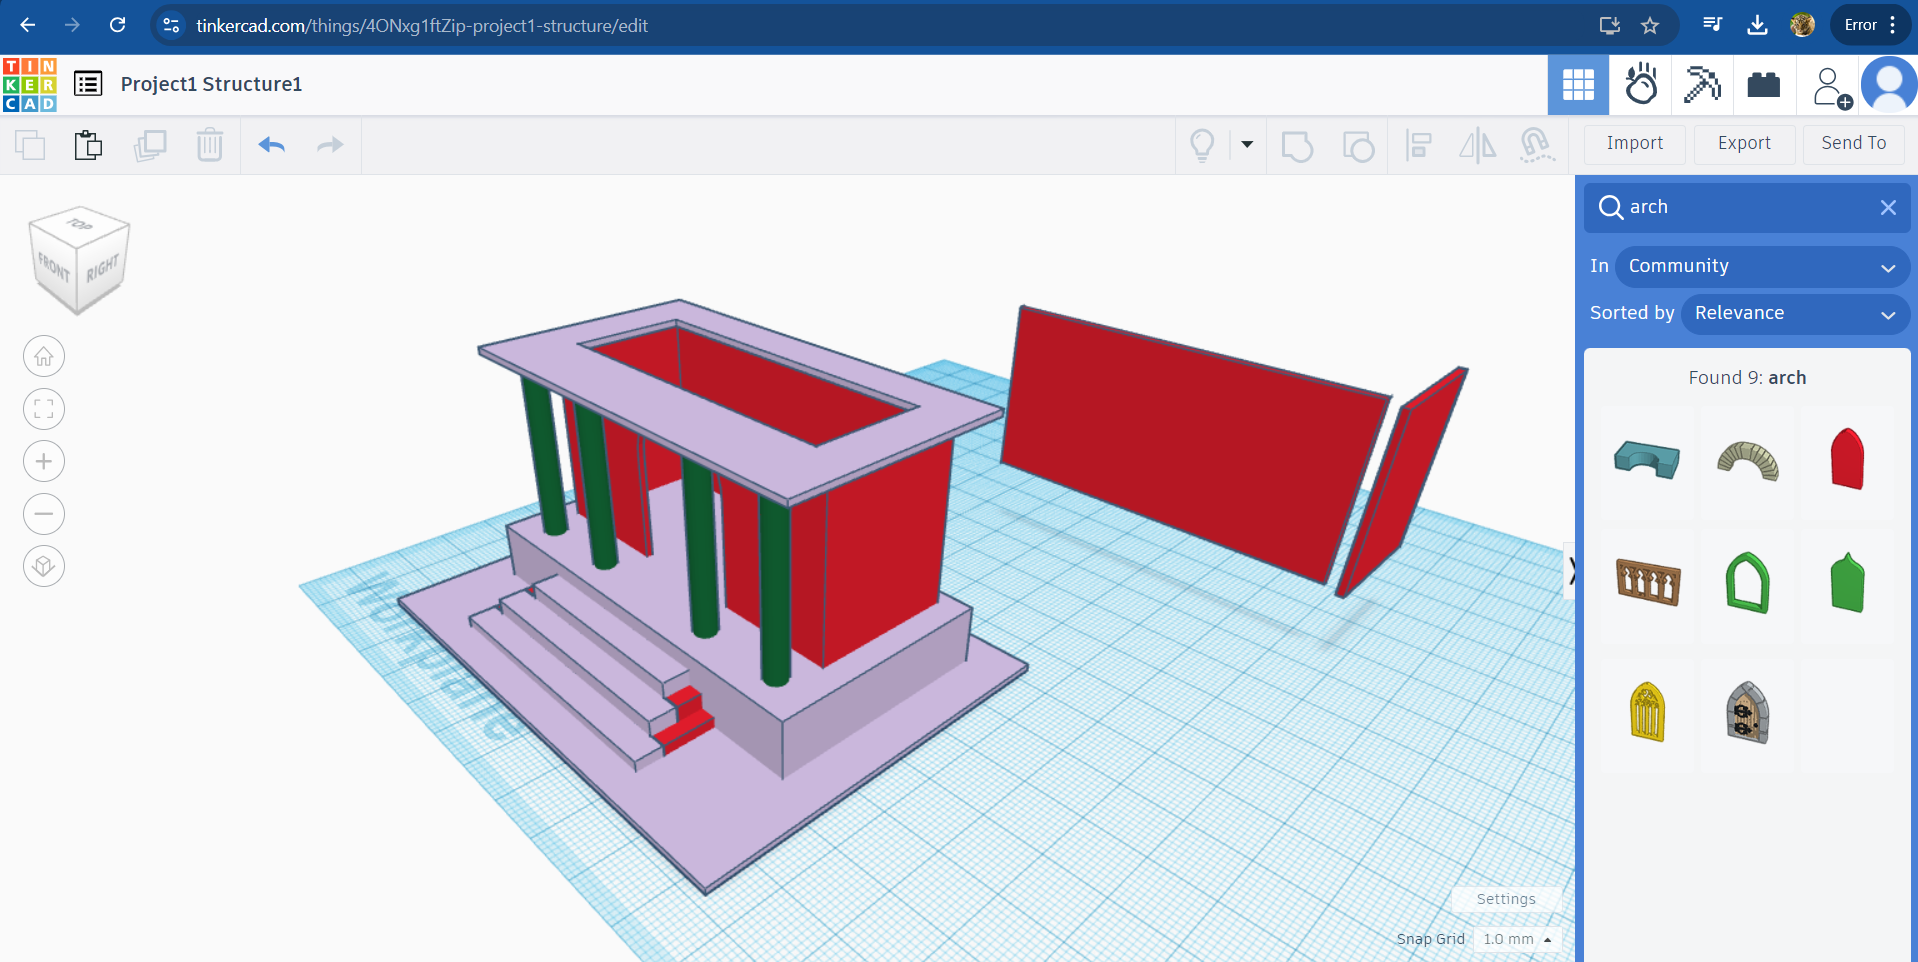 tinkercad.com/things/4ONxg1ftZip-project1-structure/edit
Error
TIN
KER
CAD
Project1 Structure1
Import
Export
Send To
TOP
FRONT
RIGHT
arch
In
Community
Sorted by
Relevance
Found 9: arch
Workplane
Settings
Snap Grid
1.0 mm